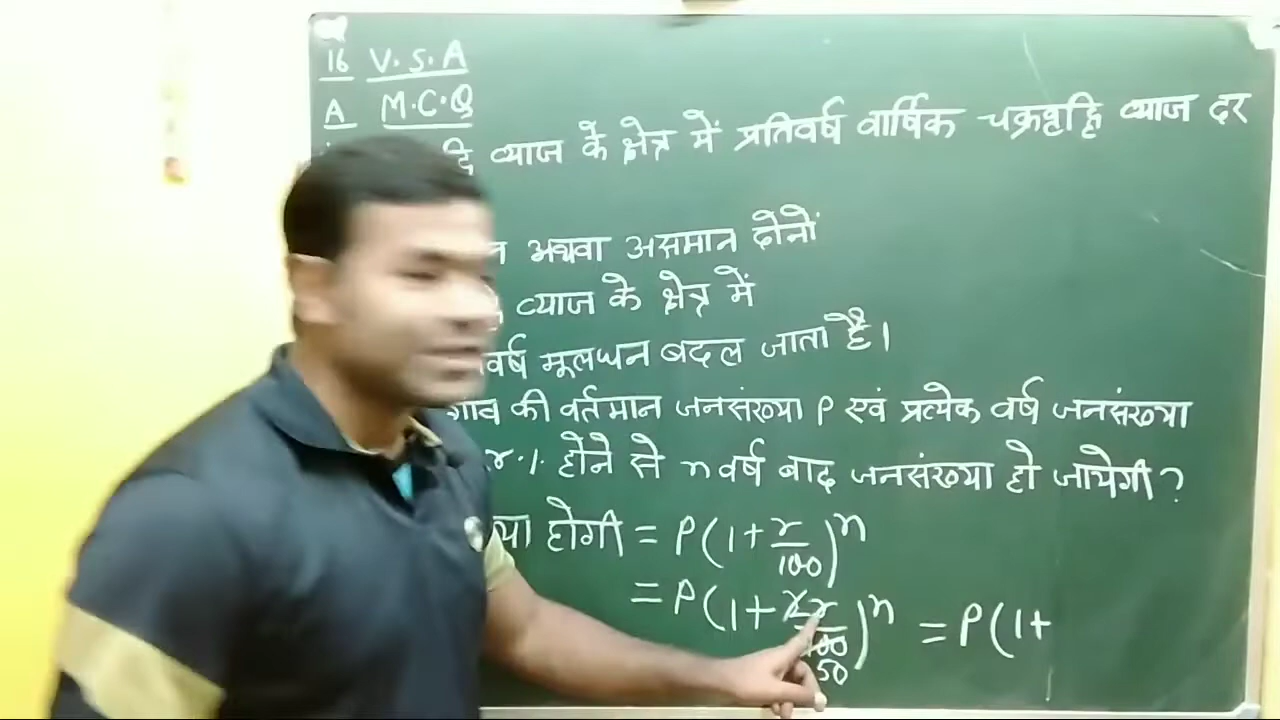 16 V.S.A
A M.C.Q
व्याज के क्षेत्र में प्रतिवर्ष वार्षिक चक्रवृद्धि व्याज दर
अथवा असमान दोनों
व्याज के क्षेत्र में
वर्ष मूलधन बदल जाता है।
गाव की वर्तमान जनसंख्या P एवं प्रत्येक वर्ष जनसंख्या
r.%. होने से n वर्ष बाद जनसंख्या हो जायेगी?
होगी = P(1+r/100)^n
= P(1+2r/100)^n = P(1+
50